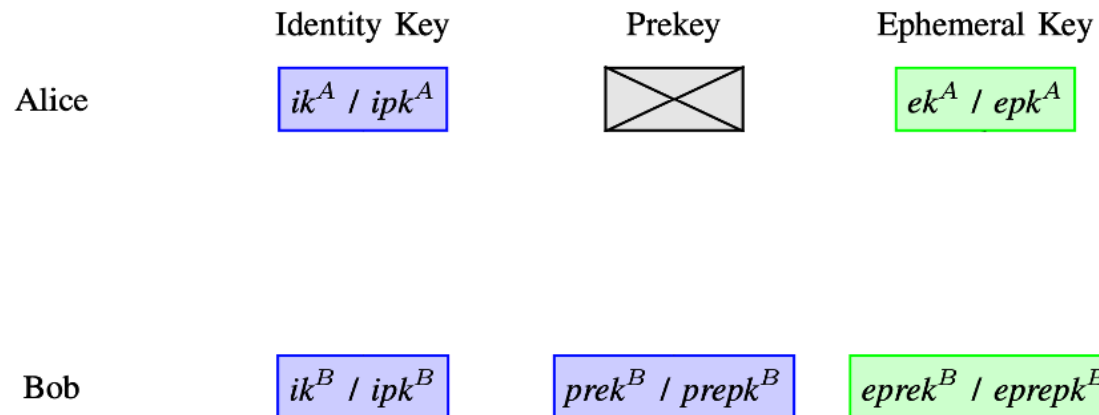 Identity Key Prekey Ephemeral Key
Alice ik^A / ipk^A ek^A / epk^A
Bob ik^B / ipk^B prek^B / prepk^B eprek^B / eprepk^B